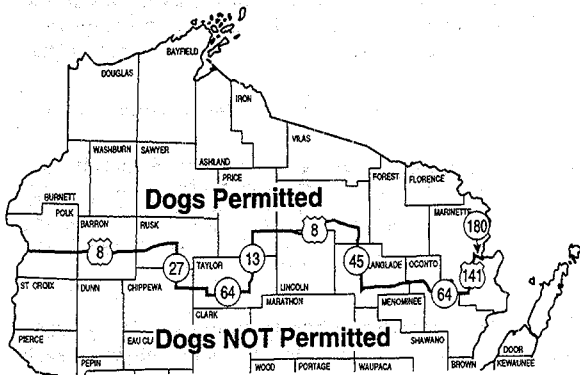 BAYFIELD
DOUGLAS
IRON
VILAS
WASHBURN SAWYER
ASHLAND
PRICE
FOREST FLORENCE
BURNETT
POLK
Dogs Permitted
MARINETTE
180
BARRON RUSK
8
8
13
45
27
TAYLOR
LANGLADE OCONTO
141
ST CROIX DUNN CHIPPEWA
64
LINCOLN
MENOMINEE
64
MARATHON
CLARK
PIERCE
EAU CL
Dogs NOT Permitted
SHAWANO
DOOR
PEPIN
WOOD PORTAGE WAUPACA
BROWN KEWAUNEE